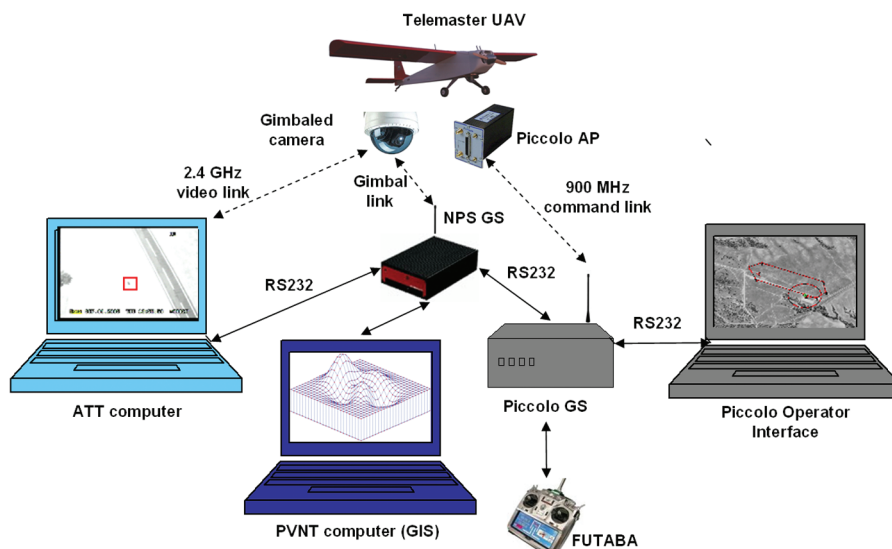 Telemaster UAV
Gimbaled
camera
Piccolo AP
2.4 GHz
video link
Gimbal
link
900 MHz
command link
NPS GS
RS232
RS232
RS232
ATT computer
Piccolo GS
Piccolo Operator
Interface
PVNT computer (GIS)
FUTABA